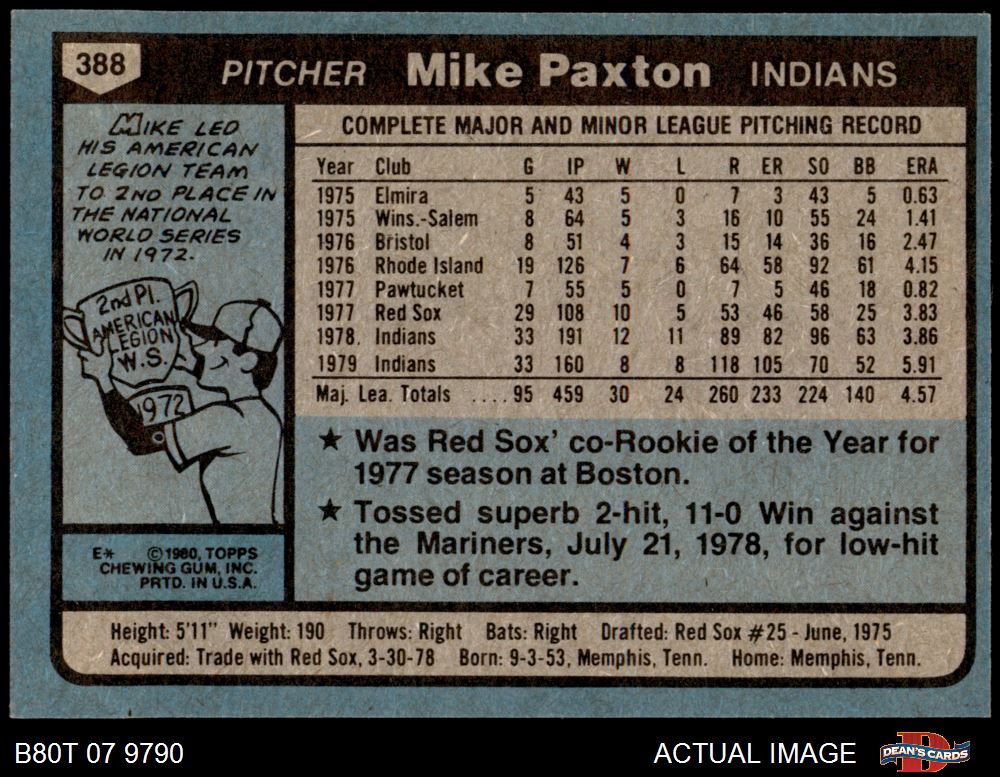 388
PITCHER Mike Paxton INDIANS
MIKE LED
HIS AMERICAN
LEGION TEAM
TO 2ND PLACE IN
THE NATIONAL
WORLD SERIES
IN 1972.
2nd Pl.
AMERICAN
LEGION
W.S.
1972
E* ©1980, TOPPS
CHEWING GUM, INC.
PRTD. IN U.S.A.
COMPLETE MAJOR AND MINOR LEAGUE PITCHING RECORD
Year Club G IP W L R ER SO BB ERA
1975 Elmira 5 43 5 0 7 3 43 5 0.63
1975 Wins.-Salem 8 64 5 3 16 10 55 24 1.41
1976 Bristol 8 51 4 3 15 14 36 16 2.47
1976 Rhode Island 19 126 7 6 64 58 92 61 4.15
1977 Pawtucket 7 55 5 0 7 5 46 18 0.82
1977 Red Sox 29 108 10 5 53 46 58 25 3.83
1978. Indians 33 191 12 11 89 82 96 63 3.86
1979 Indians 33 160 8 8 118 105 70 52 5.91
Maj. Lea. Totals ....95 459 30 24 260 233 224 140 4.57
★ Was Red Sox' co-Rookie of the Year for
1977 season at Boston.
★ Tossed superb 2-hit, 11-0 Win against
the Mariners, July 21, 1978, for low-hit
game of career.
Height: 5'11" Weight: 190 Throws: Right Bats: Right Drafted: Red Sox #25 - June, 1975
Acquired: Trade with Red Sox, 3-30-78 Born: 9-3-53, Memphis, Tenn. Home: Memphis, Tenn.
B80T 07 9790
ACTUAL IMAGE
DEAN'S CARDS